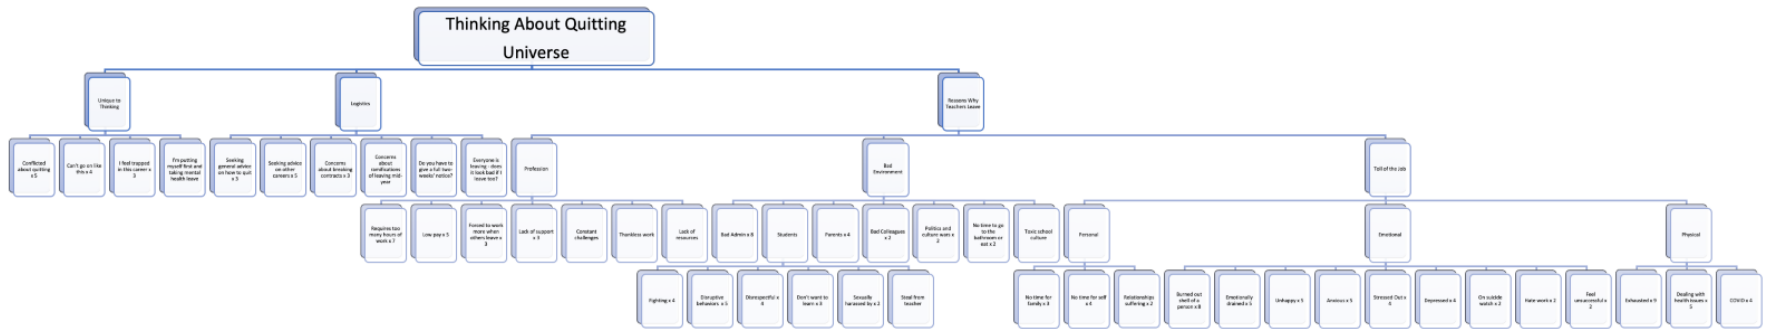 Thinking About Quitting
Universe
Unique to
Thinking
Logistics
Reasons Why
Teachers Leave
Conflicted
about quitting
x 5
Can't go on like
this x 4
I feel trapped
in this career x
3
I'm putting
myself first and
taking mental
health leave
Seeking
general advice
on how to quit
x 3
Seeking advice
on other
careers x 5
Concerns
about breaking
contracts x 3
Concerns
about
ramifications
of leaving mid-
year
Do you have to
give a full two-
weeks' notice?
Everyone is
leaving - does
it look bad if I
leave too?
Profession
Bad
Environment
Toll of the Job
Requires too
many hours of
work x 7
Low pay x 5
Forced to work
more when
others leave x
3
Lack of support
x 3
Constant
challenges
Thankless work
Lack of
resources
Bad Admin x 8
Students
Parents x 4
Bad Colleagues
x 2
Politics and
culture wars x
2
No time to go
to the
bathroom or
eat x 2
Toxic school
culture
Personal
Emotional
Physical
Fighting x 4
Disruptive
behaviors x 5
Disrespectful x
4
Don't want to
learn x 3
Sexually
harassed by x 2
Steal from
teacher
No time for
family x 3
No time for self
x 4
Relationships
suffering x 2
Burned out
shell of a
person x 8
Emotionally
drained x 5
Unhappy x 5
Anxious x 5
Stressed Out x
Depressed x 4
On suicide
watch x 2
Hate work x
Feel
unsuccessful x
2
Exhausted x 9
Dealing with
health issues x
COVID x 4